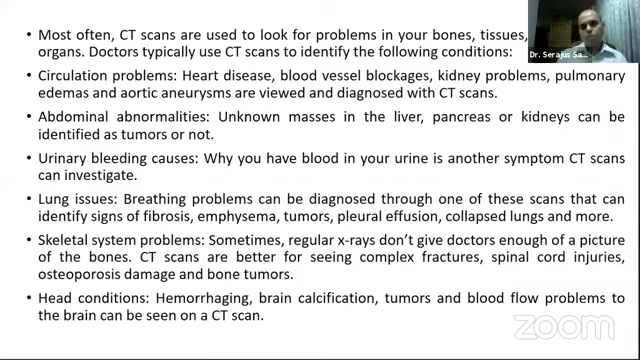 • Most often, CT scans are used to look for problems in your bones, tissues,
organs. Doctors typically use CT scans to identify the following conditions:
• Circulation problems: Heart disease, blood vessel blockages, kidney problems, pulmonary
edemas and aortic aneurysms are viewed and diagnosed with CT scans.
• Abdominal abnormalities: Unknown masses in the liver, pancreas or kidneys can be
identified as tumors or not.
• Urinary bleeding causes: Why you have blood in your urine is another symptom CT scans
can investigate.
• Lung issues: Breathing problems can be diagnosed through one of these scans that can
identify signs of fibrosis, emphysema, tumors, pleural effusion, collapsed lungs and more.
• Skeletal system problems: Sometimes, regular x-rays don't give doctors enough of a picture
of the bones. CT scans are better for seeing complex fractures, spinal cord injuries,
osteoporosis damage and bone tumors.
• Head conditions: Hemorrhaging, brain calcification, tumors and blood flow problems to
the brain can be seen on a CT scan.
Dr. Serajus Sa...
zoom